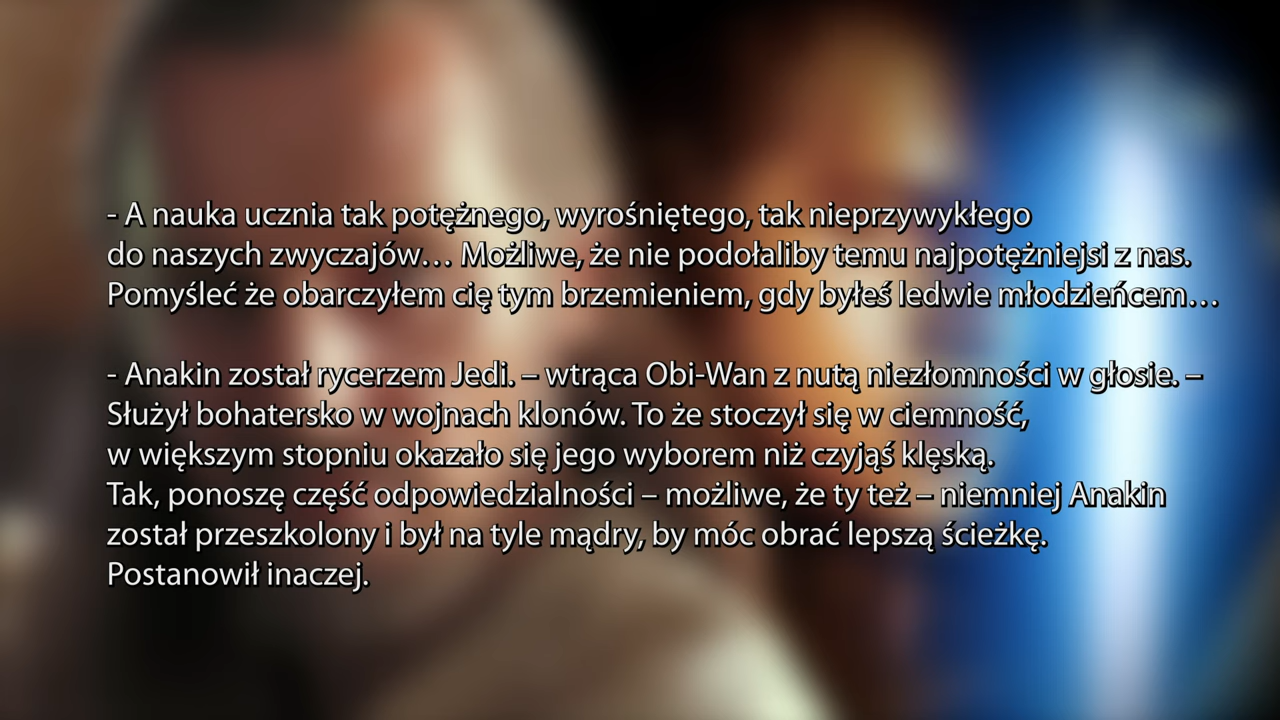 - A nauka ucznia tak potężnego, wyrośniętego, tak nieprzywykłego
do naszych zwyczajów… Możliwe, że nie podołaliby temu najpotężniejsi z nas.
Pomyśleć że obarczyłem cię tym brzemieniem, gdy byłeś ledwie młodzieńcem…
- Anakin został rycerzem Jedi. – wtrąca Obi-Wan z nutą niezłomności w głosie. –
Służył bohatersko w wojnach klonów. To że stoczył się w ciemność,
w większym stopniu okazało się jego wyborem niż czyjąś klęską.
Tak, ponoszę część odpowiedzialności – możliwe, że ty też – niemniej Anakin
został przeszkolony i był na tyle mądry, by móc obrać lepszą ścieżkę.
Postanowił inaczej.